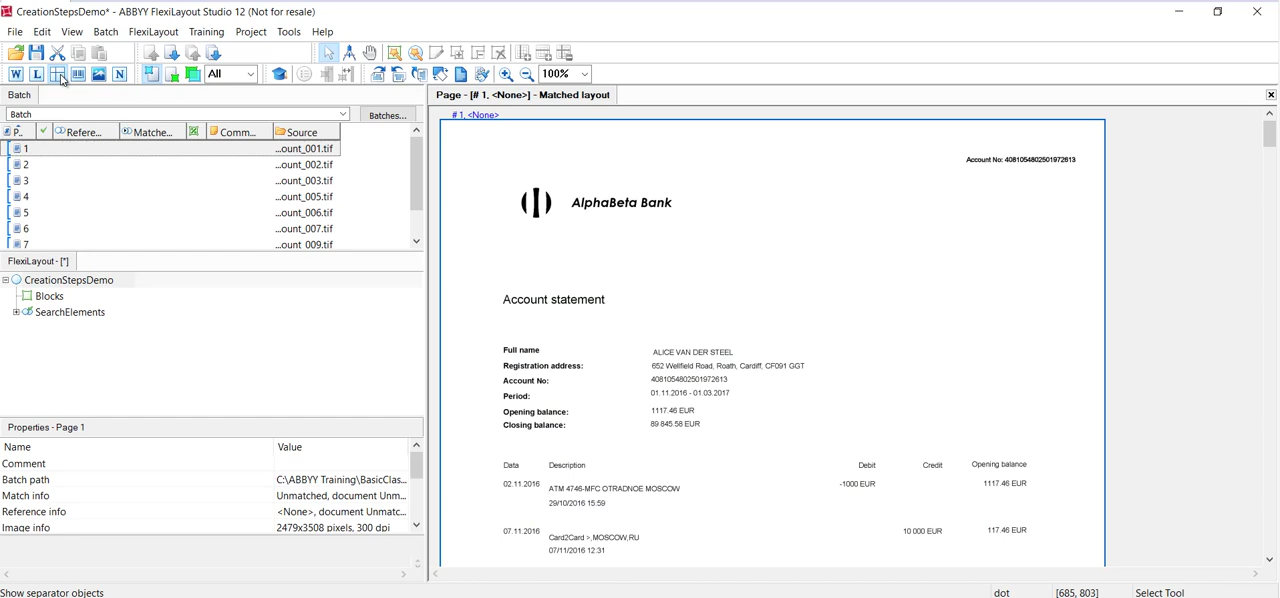 CreationStepsDemo* - ABBYY FlexiLayout Studio 12 (Not for resale)
File Edit View Batch FlexiLayout Training Project Tools Help
W L N All 100%
Batch
Batch Batches...
P.. Refere... Matche... Comm... Source
1 ...ount_001.tif
2 ...ount_002.tif
3 ...ount_003.tif
4 ...ount_005.tif
5 ...ount_006.tif
6 ...ount_007.tif
7 ...ount_009.tif
FlexiLayout - [*]
CreationStepsDemo
Blocks
SearchElements
Properties - Page 1
Name Value
Comment
Batch path C:\ABBYY Training\BasicClas...
Match info Unmatched, document Unm...
Reference info <None>, document Unmatc...
Image info 2479x3508 pixels, 300 dpi
Page - [# 1, <None>] - Matched layout
# 1, <None>
Account No: 4081054802501972613
AlphaBeta Bank
Account statement
Full name ALICE VAN DER STEEL
Registration address: 652 Wellfield Road, Roath, Cardiff, CF091 GGT
Account No: 4081054802501972613
Period: 01.11.2016 - 01.03.2017
Opening balance: 1117.46 EUR
Closing balance: 89 845.58 EUR
Data Description Debit Credit Opening balance
02.11.2016 ATM 4746-MFC OTRADNOE MOSCOW -1000 EUR 1117.46 EUR
29/10/2016 15:59
07.11.2016 Card2Card >,MOSCOW,RU 10 000 EUR 117.46 EUR
07/11/2016 12:31
Show separator objects dot [685, 803] Select Tool